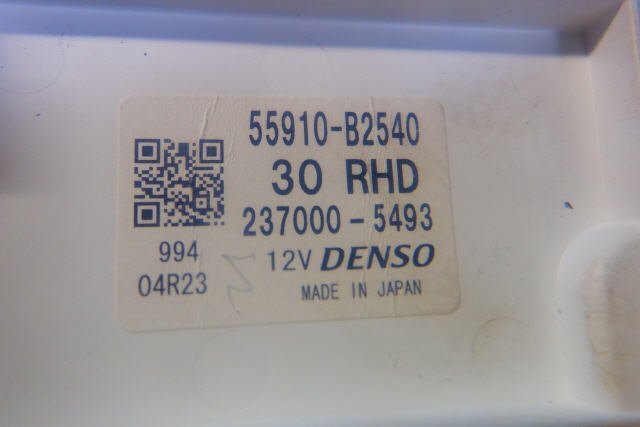 55910-B2540
30 RHD
237000-5493
994
12V DENSO
04R23
MADE IN JAPAN